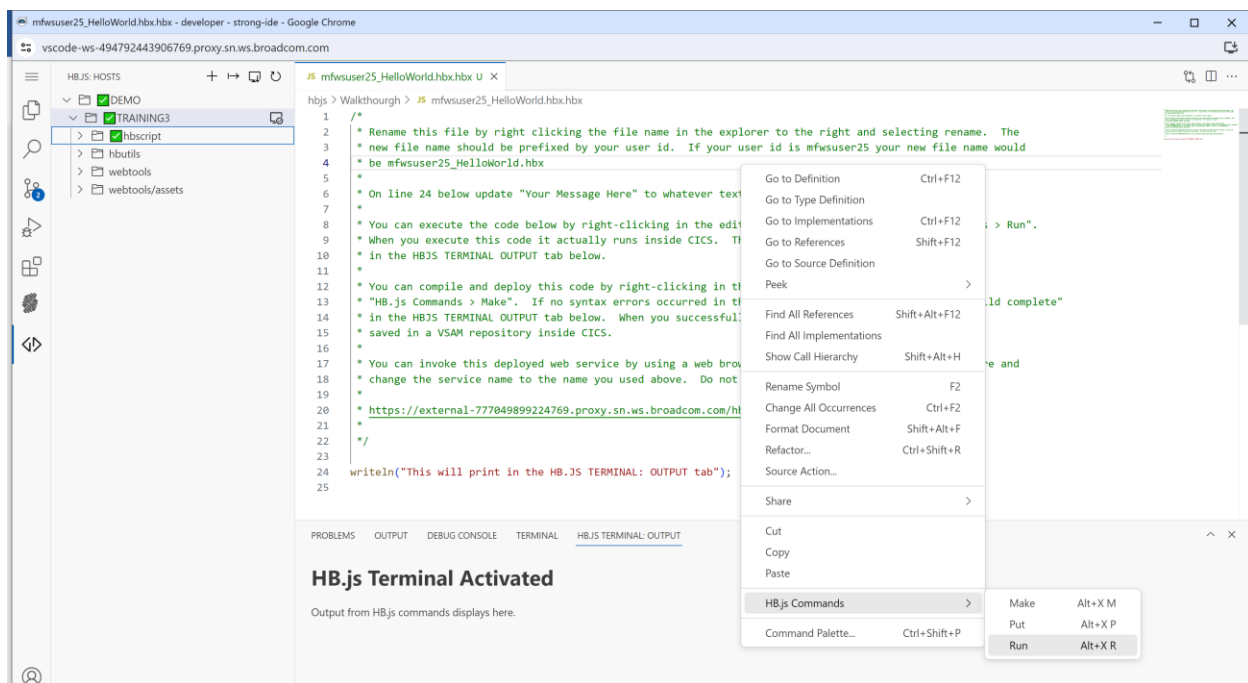 mfwsuser25_HelloWorld.hbx.hbx - developer - strong-ide - Google Chrome
vscode-ws-494792443906769.proxy.sn.ws.broadcom.com
HB.JS: HOSTS
DEMO
TRAINING3
hbscript
hbutils
webtools
webtools/assets
2
JS mfwsuser25_HelloWorld.hbx.hbx U
hbjs > Walkthourgh > JS mfwsuser25_HelloWorld.hbx.hbx
1 /*
2 * Rename this file by right clicking the file name in the explorer to the right and selecting rename. The
3 * new file name should be prefixed by your user id. If your user id is mfwsuser25 your new file name would
4 * be mfwsuser25_HelloWorld.hbx
5 *
6 * On line 24 below update "Your Message Here" to whatever text
7 *
8 * You can execute the code below by right-clicking in the edit s > Run".
9 * When you execute this code it actually runs inside CICS. Th
10 * in the HBJS TERMINAL OUTPUT tab below.
11 *
12 * You can compile and deploy this code by right-clicking in th
13 * "HB.js Commands > Make". If no syntax errors occurred in th ld complete"
14 * in the HBJS TERMINAL OUTPUT tab below. When you successful
15 * saved in a VSAM repository inside CICS.
16 *
17 * You can invoke this deployed web service by using a web brow re and
18 * change the service name to the name you used above. Do not
19 *
20 * https://external-777049899224769.proxy.sn.ws.broadcom.com/hb
21 *
22 */
23
24 writeln("This will print in the HB.JS TERMINAL: OUTPUT tab");
25
Go to Definition Ctrl+F12
Go to Type Definition
Go to Implementations Ctrl+F12
Go to References Shift+F12
Go to Source Definition
Peek
Find All References Shift+Alt+F12
Find All Implementations
Show Call Hierarchy Shift+Alt+H
Rename Symbol F2
Change All Occurrences Ctrl+F2
Format Document Shift+Alt+F
Refactor... Ctrl+Shift+R
Source Action...
Share
Cut
Copy
Paste
HB.js Commands
Command Palette... Ctrl+Shift+P
Make Alt+X M
Put Alt+X P
Run Alt+X R
PROBLEMS OUTPUT DEBUG CONSOLE TERMINAL HB.JS TERMINAL: OUTPUT
HB.js Terminal Activated
Output from HB.js commands displays here.